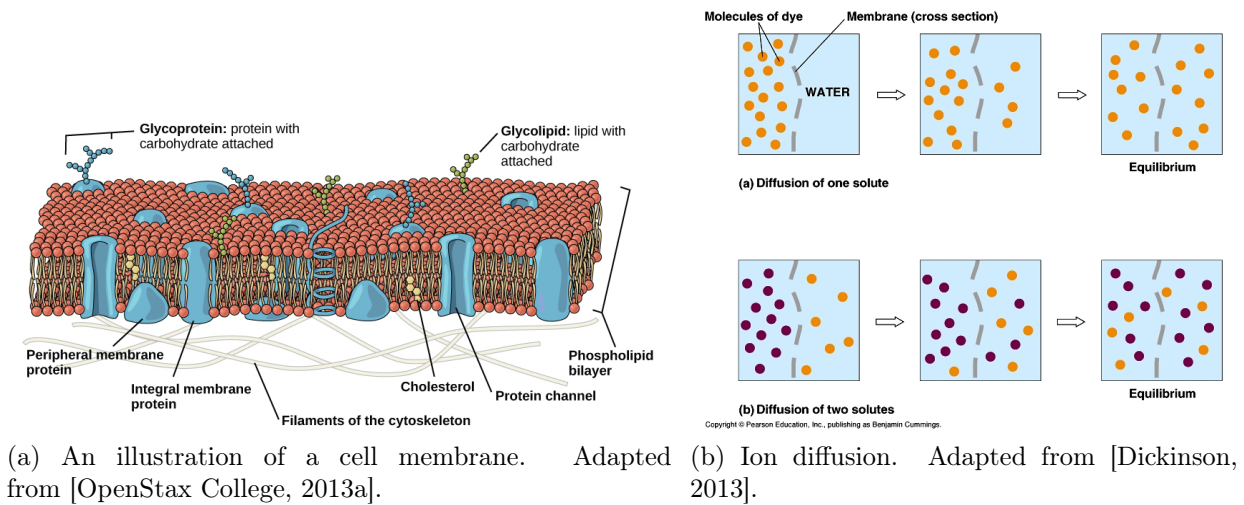 Glycoprotein: protein with
carbohydrate attached
Glycolipid: lipid with
carbohydrate
attached
Peripheral membrane
protein
Integral membrane
protein
Filaments of the cytoskeleton
Cholesterol
Protein channel
Phospholipid
bilayer
Molecules of dye
Membrane (cross section)
WATER
Equilibrium
(a) Diffusion of one solute
Equilibrium
(b) Diffusion of two solutes
Copyright © Pearson Education, Inc., publishing as Benjamin Cummings.
(a) An illustration of a cell membrane. Adapted
from [OpenStax College, 2013a].
(b) Ion diffusion. Adapted from [Dickinson,
2013].